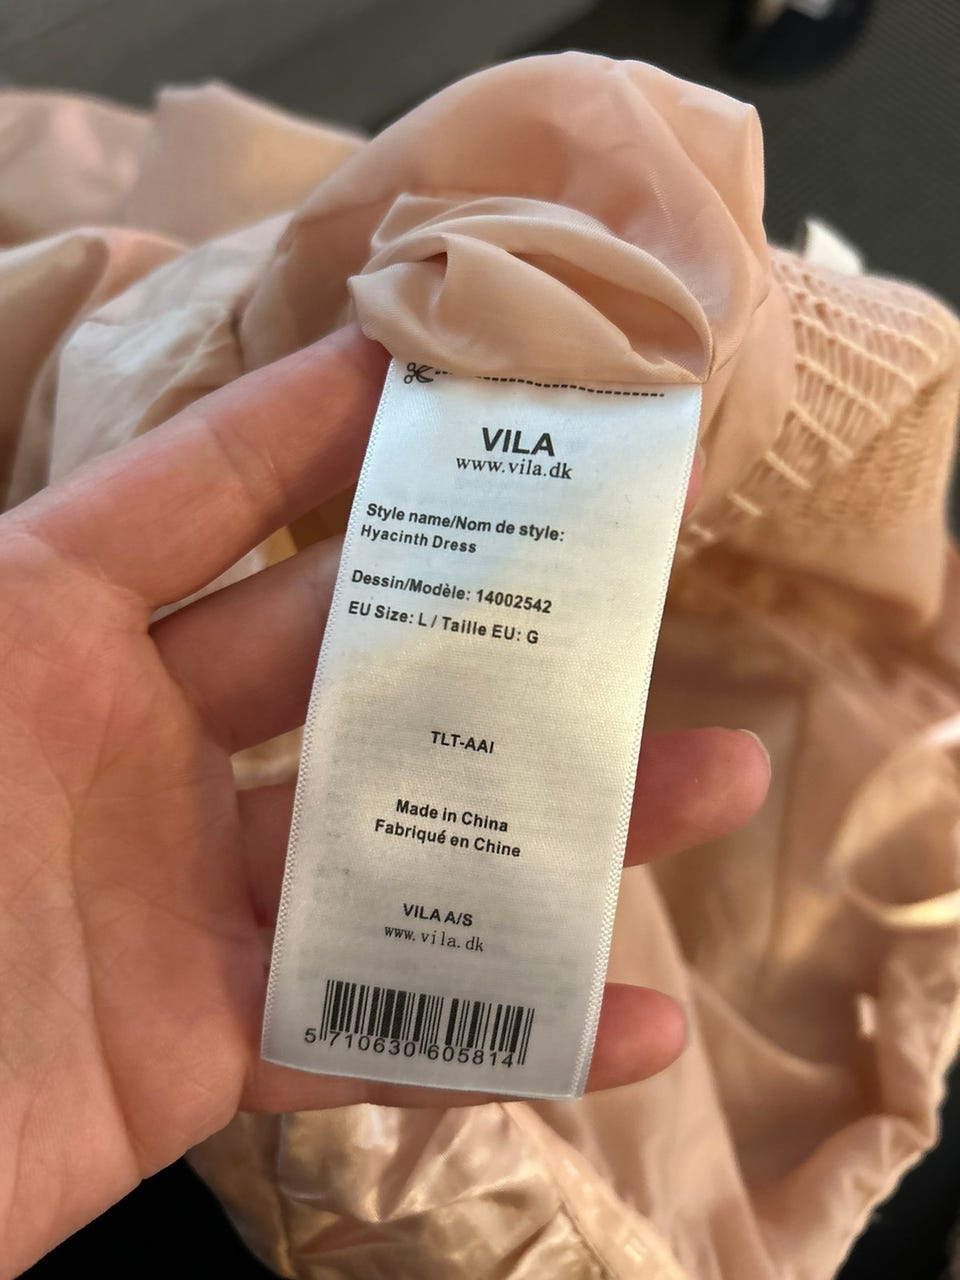 VILA
www.vila.dk
Style name/Nom de style:
Hyacinth Dress
Dessin/Modèle: 14002542
EU Size: L / Taille EU: G
TLT-AAI
Made in China
Fabriqué en Chine
VILA A/S
www.vila.dk
5 710630 605814